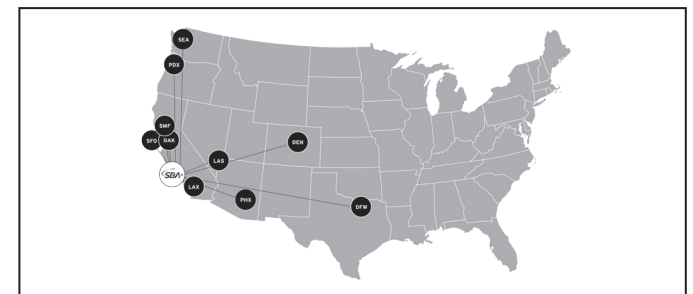 SEA
PDX
SMF
SFO OAK
DEN
LAS
SBA
LAX
PHX
DFW